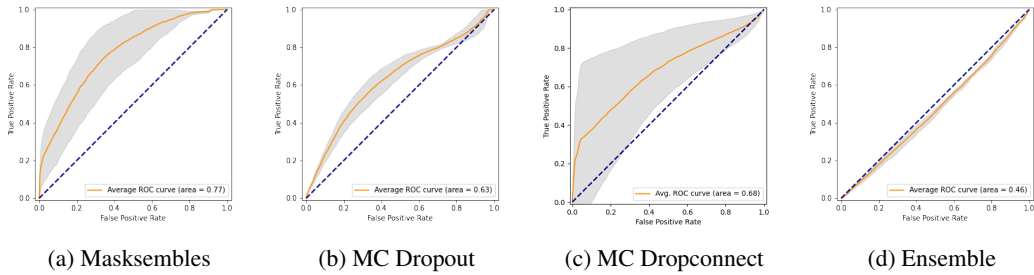 1.0
0.8
0.6
0.4
0.2
0.0
True Positive Rate
Average ROC curve (area = 0.77)
0.0 0.2 0.4 0.6 0.8 1.0
False Positive Rate
(a) Masksembles
1.0
0.8
0.6
0.4
0.2
0.0
True Positive Rate
Average ROC curve (area = 0.63)
0.0 0.2 0.4 0.6 0.8 1.0
False Positive Rate
(b) MC Dropout
1.0
0.8
0.6
0.4
0.2
0.0
True Positive Rate
Avg. ROC curve (area = 0.68)
0.0 0.2 0.4 0.6 0.8 1.0
False Positive Rate
(c) MC Dropconnect
1.0
0.8
0.6
0.4
0.2
0.0
True Positive Rate
Average ROC curve (area = 0.46)
0.0 0.2 0.4 0.6 0.8 1.0
False Positive Rate
(d) Ensemble